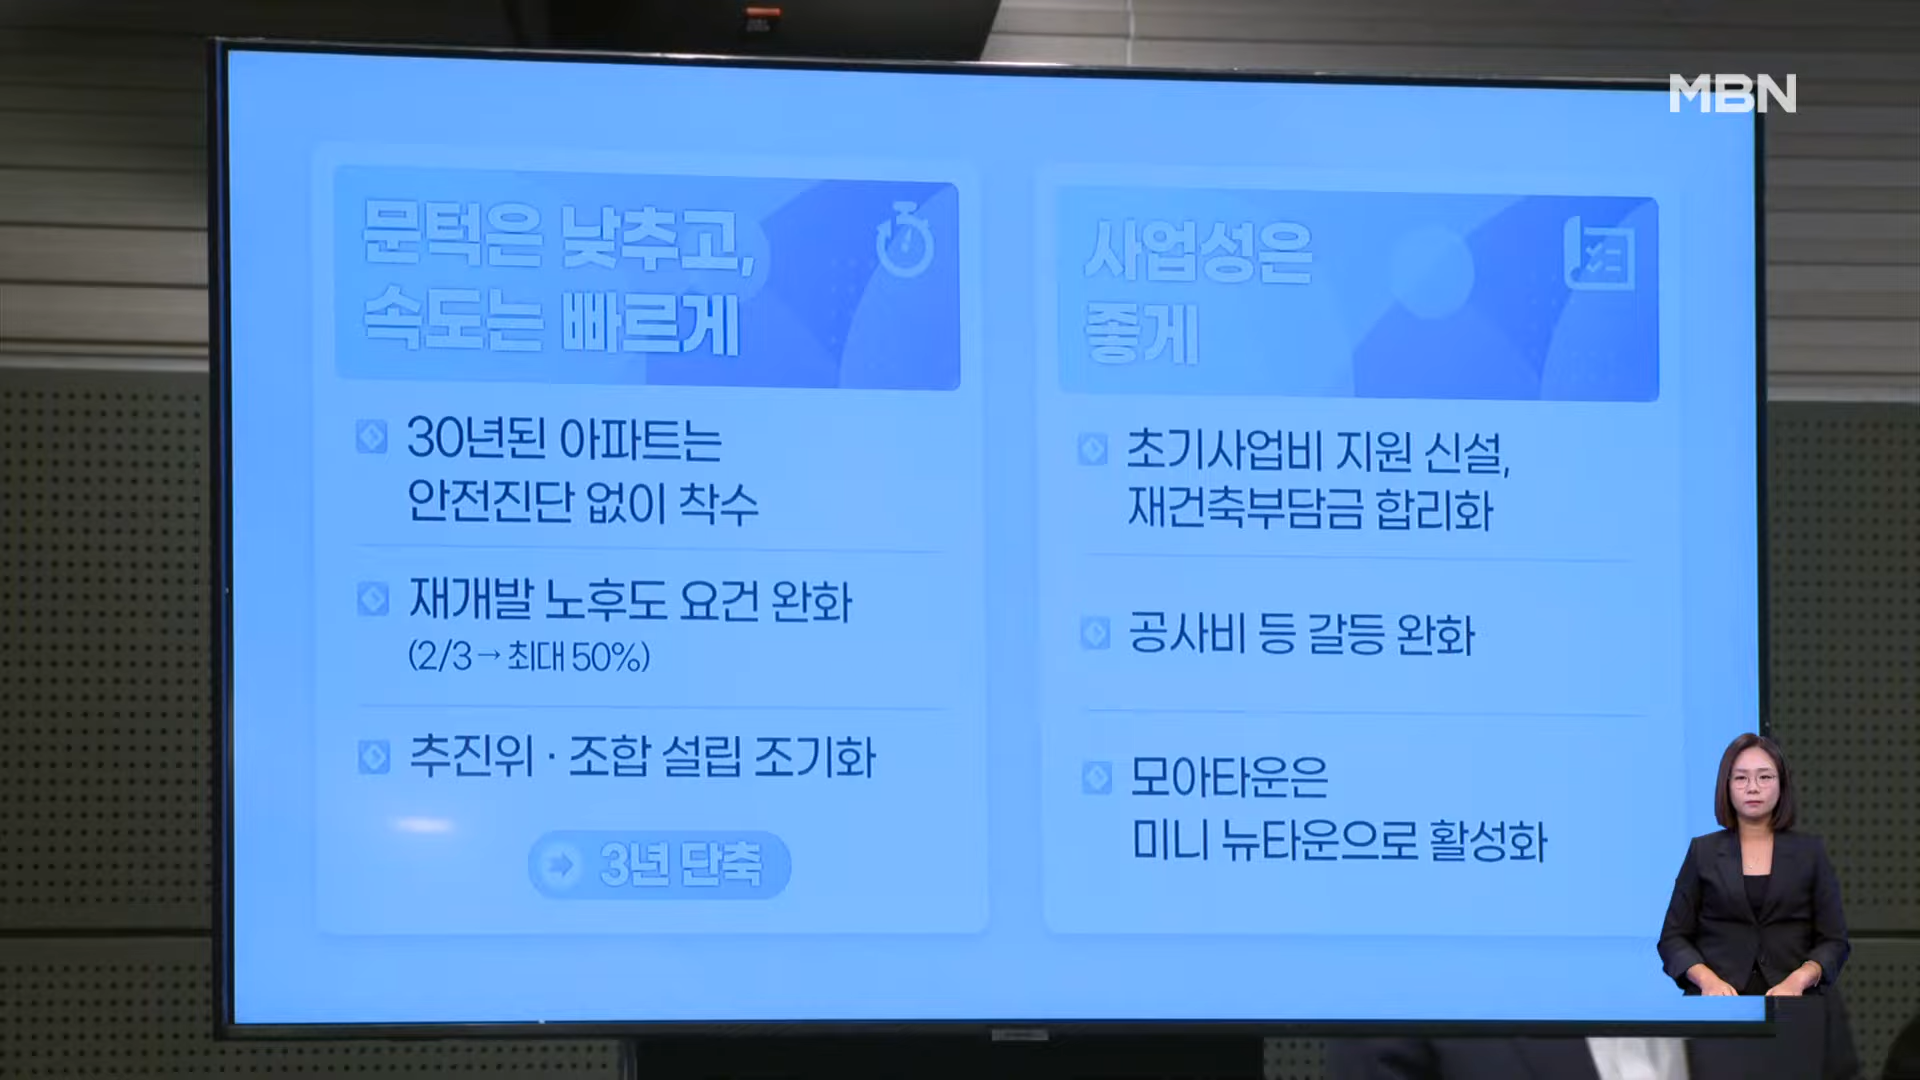 MBN
문턱은 낮추고,
속도는 빠르게
30년된 아파트는
안전진단 없이 착수
재개발 노후도 요건 완화
(2/3→최대 50%)
추진위·조합 설립 조기화
3년 단축
사업성은
좋게
초기사업비 지원 신설,
재건축부담금 합리화
공사비 등 갈등 완화
모아타운은
미니 뉴타운으로 활성화